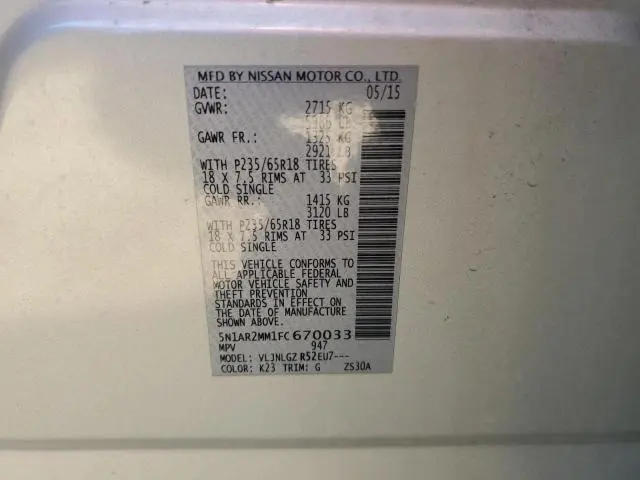 MFD BY NISSAN MOTOR CO., LTD.
DATE: 05/15
GVWR: 2715 KG
LB
GAWR FR.: 1325 KG
2921 LB
WITH P235/65R18 TIRES
18 X 7.5 RIMS AT 33 PSI
COLD SINGLE
GAWR RR.: 1415 KG
3120 LB
WITH P235/65R18 TIRES
18 X 7.5 RIMS AT 33 PSI
COLD SINGLE
THIS VEHICLE CONFORMS TO
ALL APPLICABLE FEDERAL
MOTOR VEHICLE SAFETY AND
THEFT PREVENTION
STANDARDS IN EFFECT ON
THE DATE OF MANUFACTURE
SHOWN ABOVE.
5N1AR2MM1FC670033
MPV 947
MODEL: VLJNLGZ R52EU7---
COLOR: K23 TRIM: G ZS30A